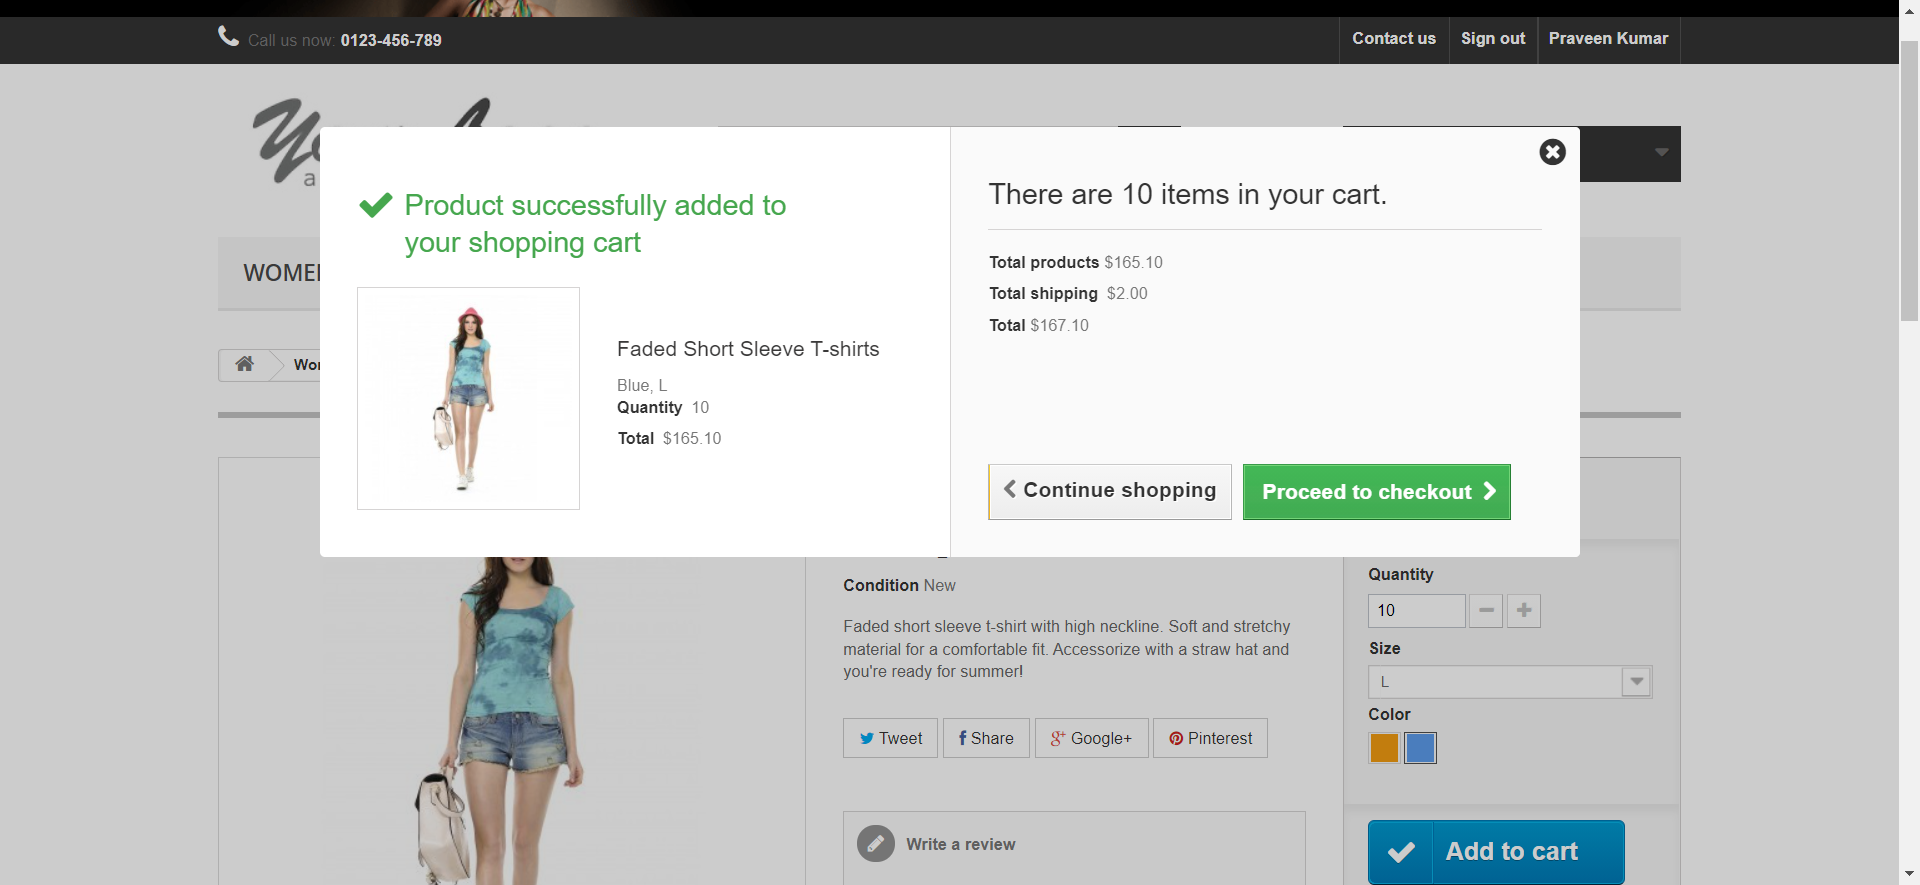 Call us now: 0123-456-789
Contact us
Sign out
Praveen Kumar
Product successfully added to
your shopping cart
Faded Short Sleeve T-shirts
Blue, L
Quantity 10
Total $165.10
There are 10 items in your cart.
Total products $165.10
Total shipping $2.00
Total $167.10
Continue shopping
Proceed to checkout
Condition New
Faded short sleeve t-shirt with high neckline. Soft and stretchy
material for a comfortable fit. Accessorize with a straw hat and
you're ready for summer!
Tweet
Share
Google+
Pinterest
Write a review
Quantity
10
Size
L
Color
Add to cart